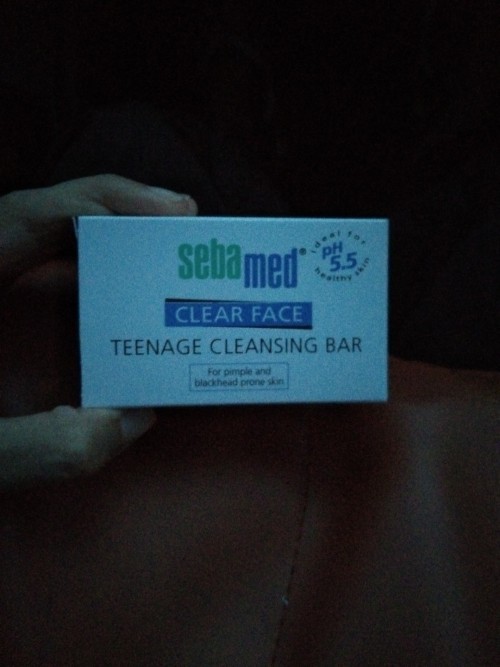 sebamed®
ideal for
pH
5.5
healthy skin
CLEAR FACE
TEENAGE CLEANSING BAR
For pimple and
blackhead prone skin